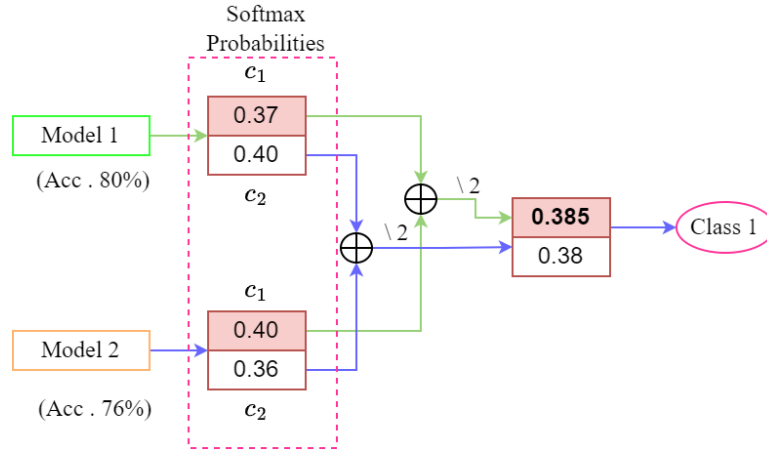 Softmax
Probabilities
c₁
Model 1
0.37
0.40
(Acc . 80%)
c₂
\ 2
\ 2
0.385
0.38
Class 1
c₁
Model 2
0.40
0.36
(Acc . 76%)
c₂